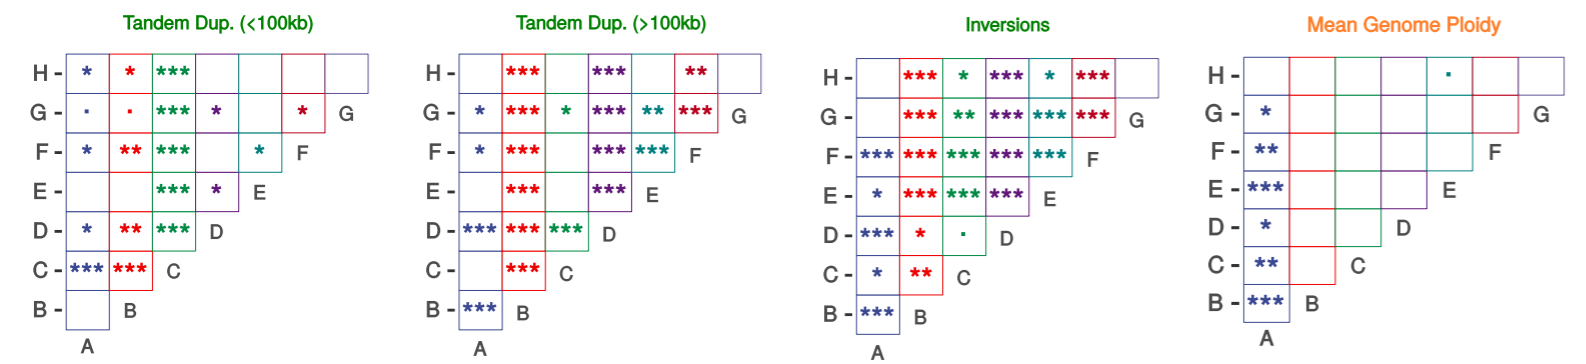 Tandem Dup. (<100kb)
H - * * ***
G - · · *** * * G
F - * ** *** * F
E - *** * E
D - * ** *** D
C - *** *** C
B - B
A
Tandem Dup. (>100kb)
H - *** *** **
G - * *** * *** ** *** G
F - * *** *** *** F
E - *** *** E
D - *** *** *** D
C - *** C
B - *** B
A
Inversions
H - *** * *** * ***
G - *** ** *** *** *** G
F - *** *** *** *** *** F
E - * *** *** *** E
D - *** * · D
C - * ** C
B - *** B
A
Mean Genome Ploidy
H - ·
G - * G
F - ** F
E - *** E
D - * D
C - ** C
B - *** B
A